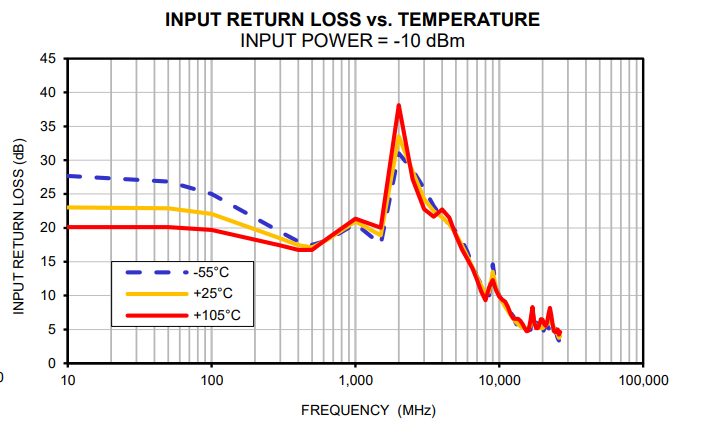 INPUT RETURN LOSS vs. TEMPERATURE
INPUT POWER = -10 dBm
45
40
35
30
25
20
15
10
5
0
INPUT RETURN LOSS (dB)
-55°C
+25°C
+105°C
0
10
100
1,000
10,000
100,000
FREQUENCY (MHz)